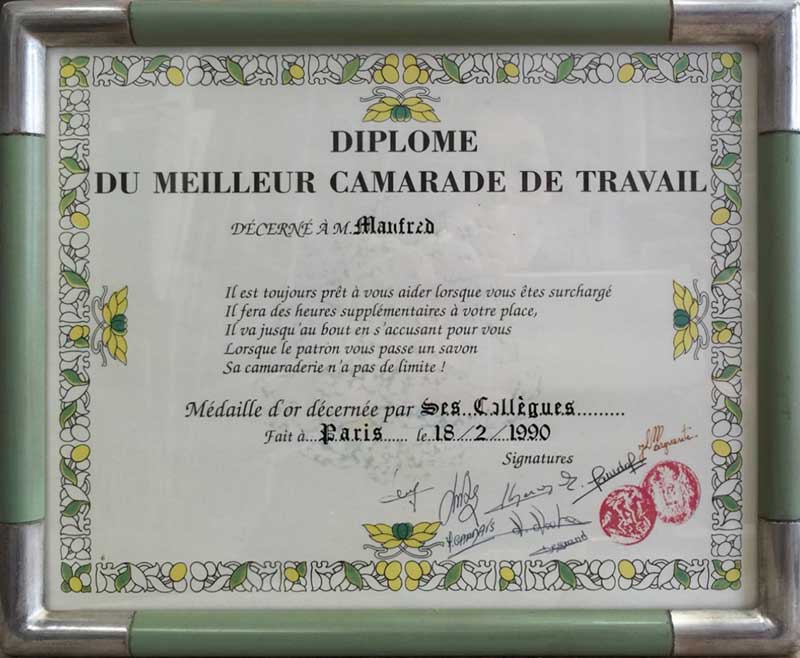 DIPLOME
DU MEILLEUR CAMARADE DE TRAVAIL
DÉCERNÉ À M. Manfred
Il est toujours prêt à vous aider lorsque vous êtes surchargé
Il fera des heures supplémentaires à votre place,
Il va jusqu'au bout en s'accusant pour vous
Lorsque le patron vous passe un savon
Sa camaraderie n'a pas de limite !
Médaille d'or décernée par Ses..Collègues.........
Fait à...Paris...... le..18../2../1990
Signatures
6